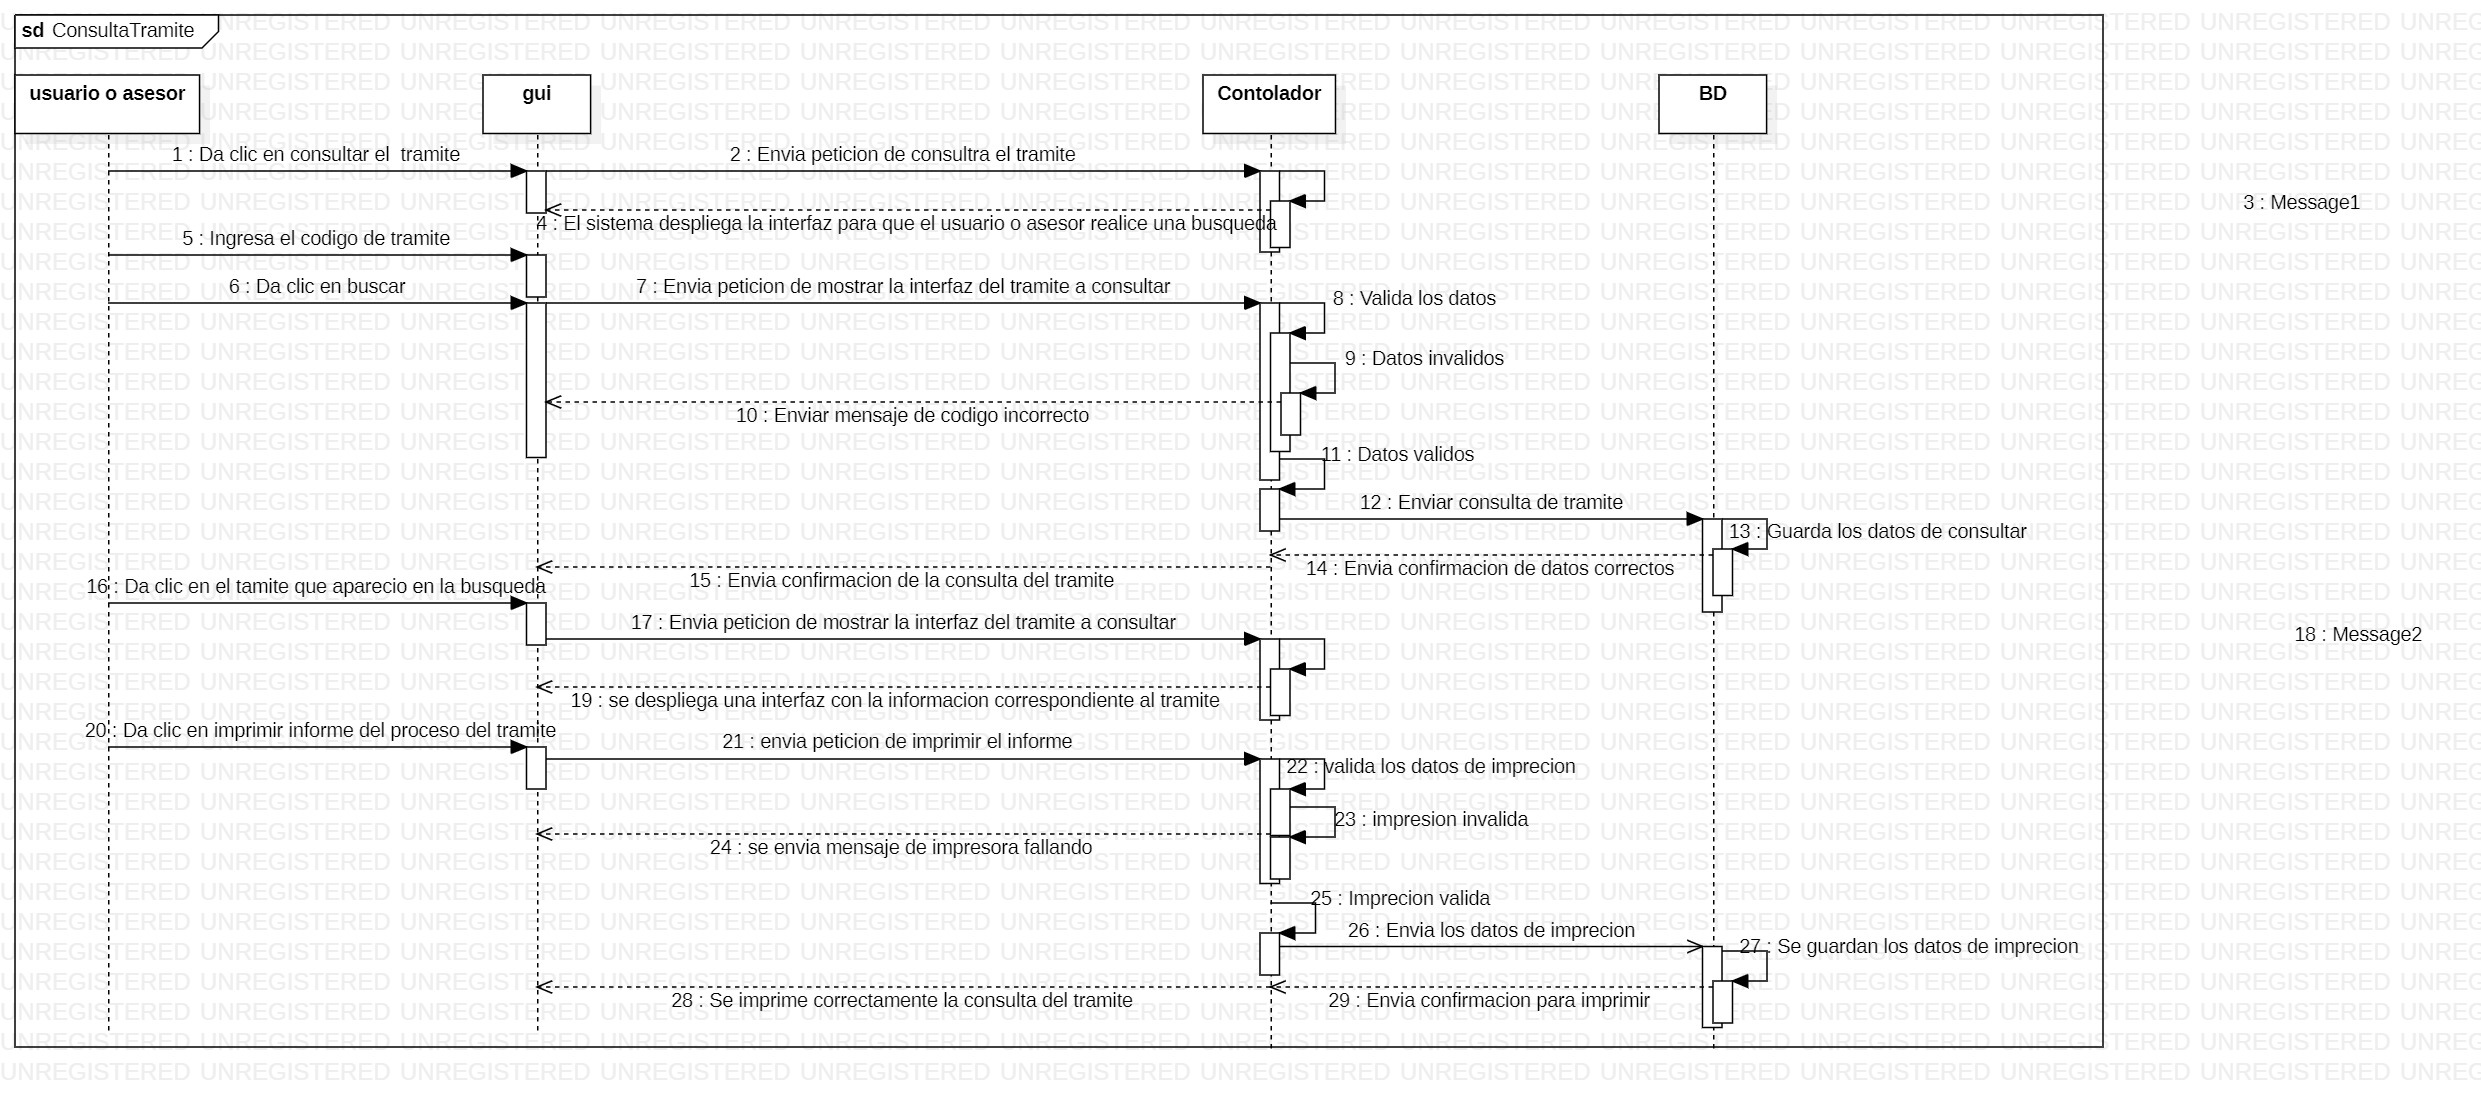 sd ConsultaTramite
usuario o asesor
gui
Contolador
BD
1 : Da clic en consultar el  tramite
2 : Envia peticion de consultra el tramite
3 : Message1
4 : El sistema despliega la interfaz para que el usuario o asesor realice una busqueda
5 : Ingresa el codigo de tramite
6 : Da clic en buscar
7 : Envia peticion de mostrar la interfaz del tramite a consultar
8 : Valida los datos
9 : Datos invalidos
10 : Enviar mensaje de codigo incorrecto
11 : Datos validos
12 : Enviar consulta de tramite
13 : Guarda los datos de consultar
14 : Envia confirmacion de datos correctos
15 : Envia confirmacion de la consulta del tramite
16 : Da clic en el tamite que aparecio en la busqueda
17 : Envia peticion de mostrar la interfaz del tramite a consultar
18 : Message2
19 : se despliega una interfaz con la informacion correspondiente al tramite
20 : Da clic en imprimir informe del proceso del tramite
21 : envia peticion de imprimir el informe
22 : valida los datos de imprecion
23 : impresion invalida
24 : se envia mensaje de impresora fallando
25 : Imprecion valida
26 : Envia los datos de imprecion
27 : Se guardan los datos de imprecion
28 : Se imprime correctamente la consulta del tramite
29 : Envia confirmacion para imprimir
UNREGISTERED